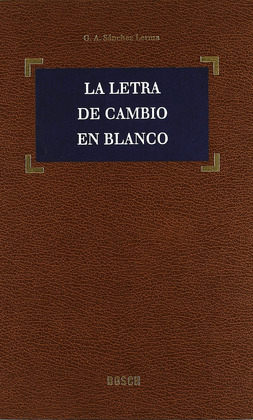 G. A. Sánchez Lerma
LA LETRA
DE CAMBIO
EN BLANCO
BOSCH